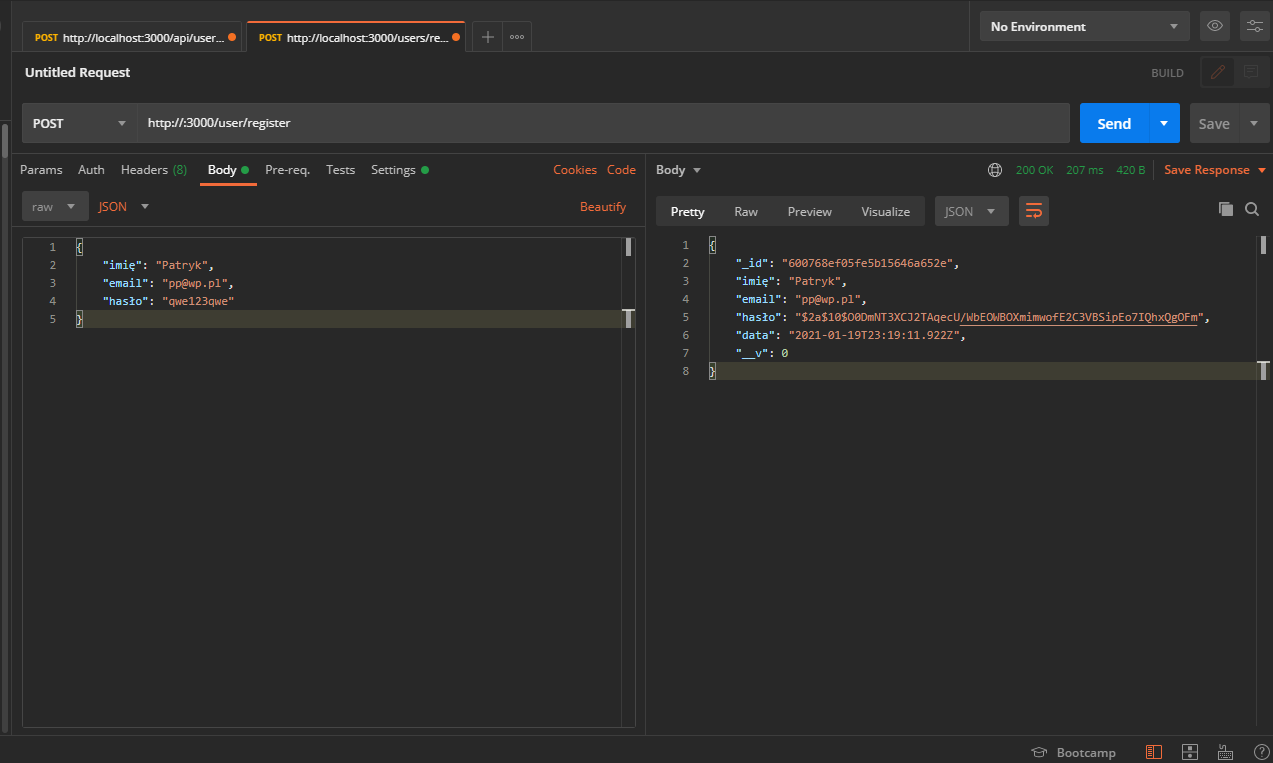 POST http://localhost:3000/api/user...
POST http://localhost:3000/users/re...
No Environment
Untitled Request
BUILD
POST
http://:3000/user/register
Send
Save
Params Auth Headers (8) Body Pre-req. Tests Settings Cookies Code
raw JSON Beautify
1 {
2 "imię": "Patryk",
3 "email": "pp@wp.pl",
4 "hasło": "qwe123qwe"
5 }
Body 200 OK 207 ms 420 B Save Response
Pretty Raw Preview Visualize JSON
1 {
2 "_id": "600768ef05fe5b15646a652e",
3 "imię": "Patryk",
4 "email": "pp@wp.pl",
5 "hasło": "$2a$10$O0DmNT3XCJ2TAqecU/WbEOWBOXmimwofE2C3VBSipEo7IQhxQgOFm",
6 "data": "2021-01-19T23:19:11.922Z",
7 "__v": 0
8 }
Bootcamp